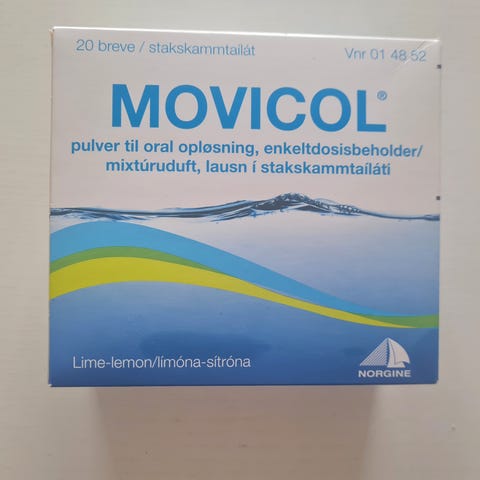 20 breve / stakskammtaílát
Vnr 01 48 52
MOVICOL®
pulver til oral opløsning, enkeltdosisbeholder/
mixtúruduft, lausn í stakskammtaíláti
Lime-lemon/límóna-sítróna
NORGINE